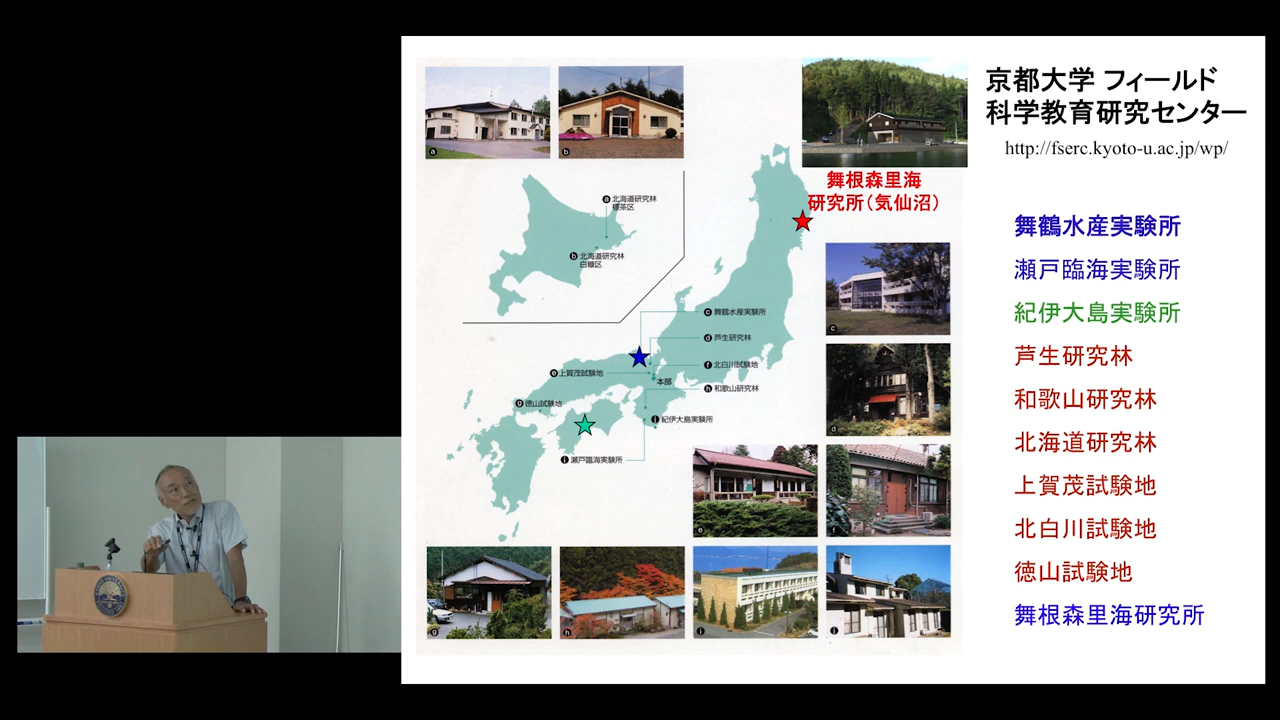 京都大学 フィールド
科学教育研究センター
http://fserc.kyoto-u.ac.jp/wp/
a
b
舞根森里海
研究所（気仙沼）
a 北海道研究林
標茶区
b 北海道研究林
白糠区
c 舞鶴水産実験所
d 芦生研究林
f 北白川試験地
e 上賀茂試験地
本部
h 和歌山研究林
g 徳山試験地
j 紀伊大島実験所
i 瀬戸臨海実験所
c
d
e
f
g
h
i
j
舞鶴水産実験所
瀬戸臨海実験所
紀伊大島実験所
芦生研究林
和歌山研究林
北海道研究林
上賀茂試験地
北白川試験地
徳山試験地
舞根森里海研究所